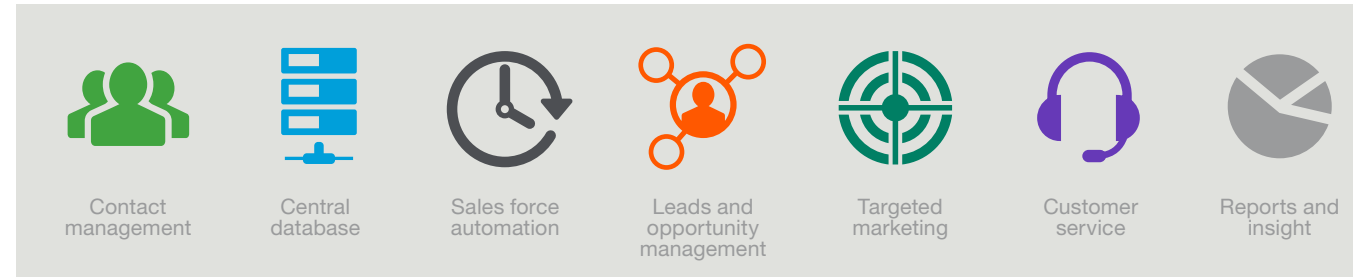 Contact
management
Central
database
Sales force
automation
Leads and
opportunity
management
Targeted
marketing
Customer
service
Reports and
insight